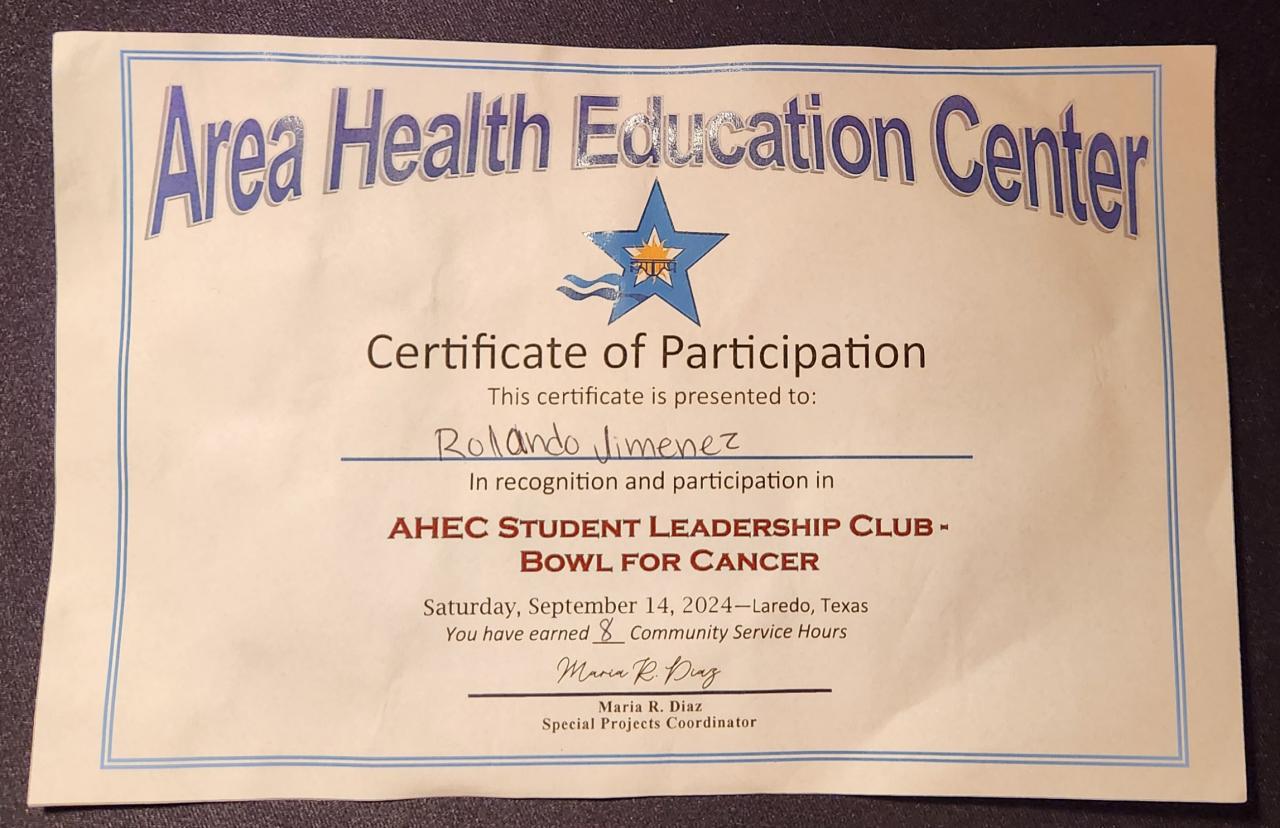 Area Health Education Center
Certificate of Participation
This certificate is presented to:
Rolando Jimenez
In recognition and participation in
AHEC STUDENT LEADERSHIP CLUB -
BOWL FOR CANCER
Saturday, September 14, 2024—Laredo, Texas
You have earned 8 Community Service Hours
Maria R. Diaz
Maria R. Diaz
Special Projects Coordinator